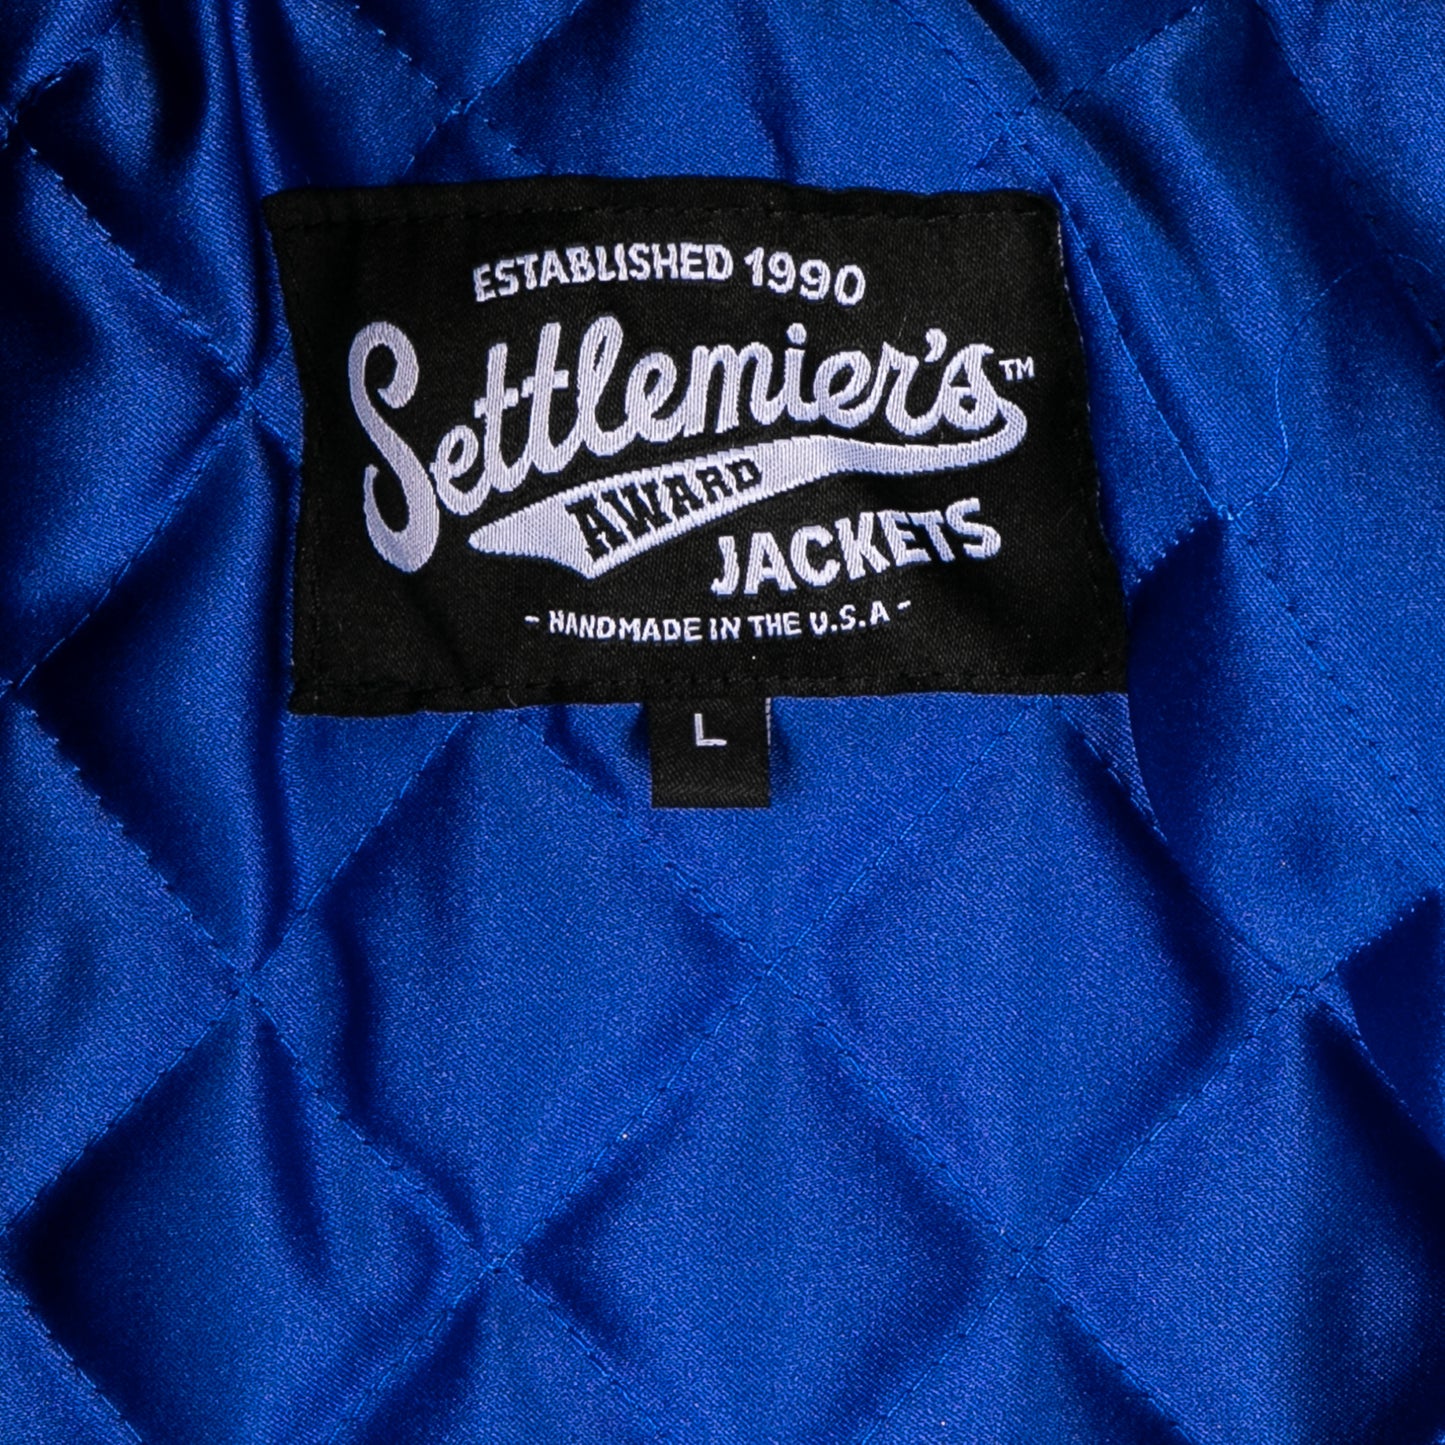 ESTABLISHED 1990
Settlemier's™
AWARD
JACKETS
- HANDMADE IN THE U.S.A -
L